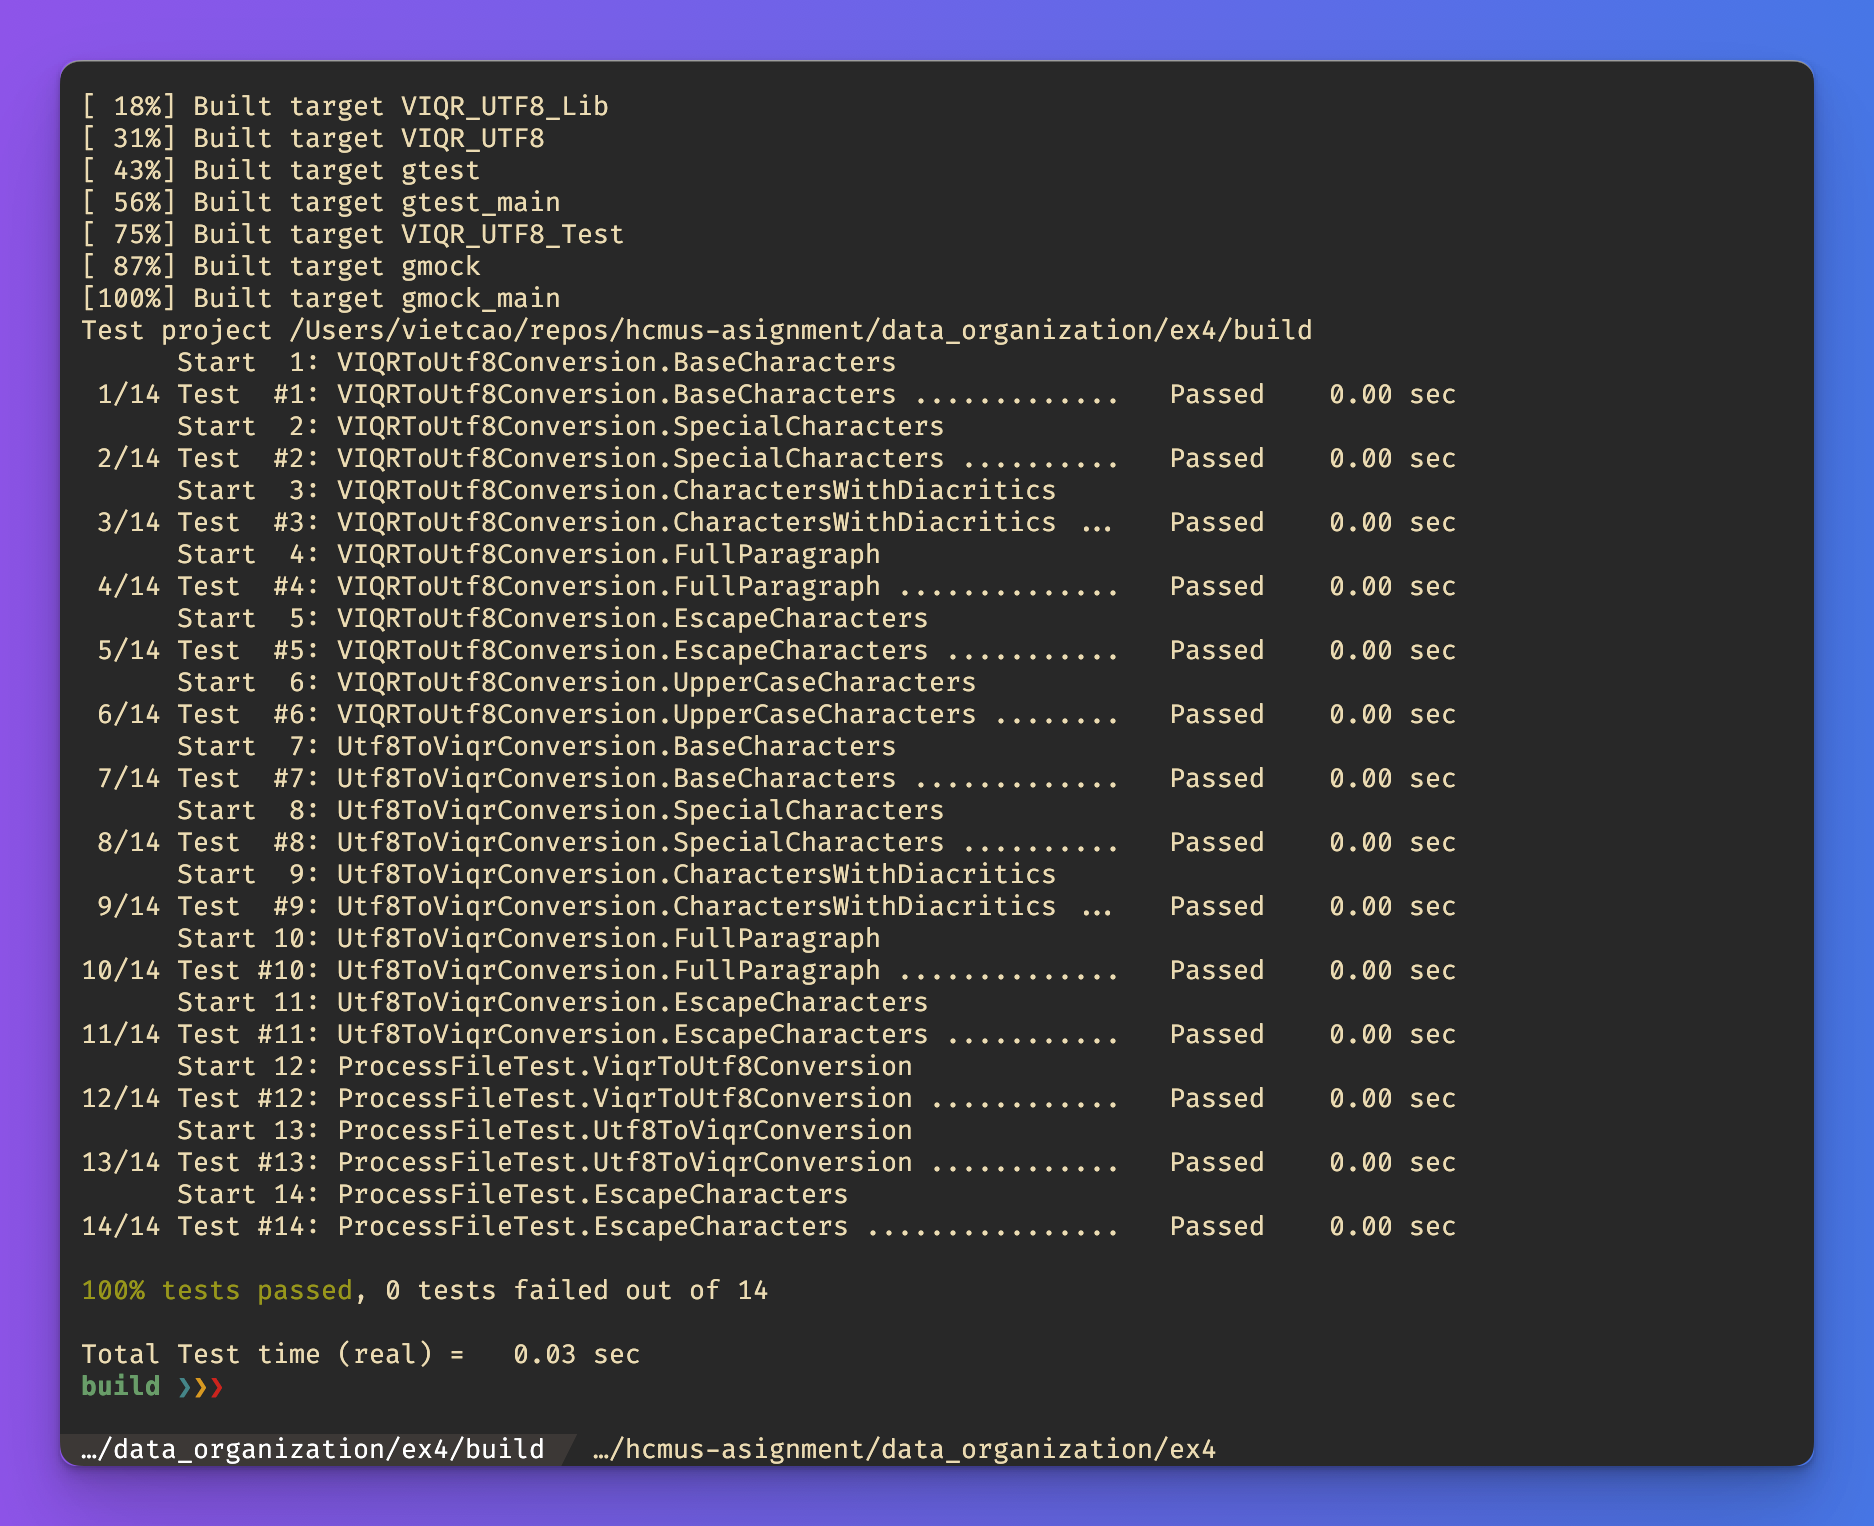 [ 18%] Built target VIQR_UTF8_Lib
[ 31%] Built target VIQR_UTF8
[ 43%] Built target gtest
[ 56%] Built target gtest_main
[ 75%] Built target VIQR_UTF8_Test
[ 87%] Built target gmock
[100%] Built target gmock_main
Test project /Users/vietcao/repos/hcmus-asignment/data_organization/ex4/build
      Start  1: VIQRToUtf8Conversion.BaseCharacters
 1/14 Test  #1: VIQRToUtf8Conversion.BaseCharacters .............   Passed    0.00 sec
      Start  2: VIQRToUtf8Conversion.SpecialCharacters
 2/14 Test  #2: VIQRToUtf8Conversion.SpecialCharacters ..........   Passed    0.00 sec
      Start  3: VIQRToUtf8Conversion.CharactersWithDiacritics
 3/14 Test  #3: VIQRToUtf8Conversion.CharactersWithDiacritics ...   Passed    0.00 sec
      Start  4: VIQRToUtf8Conversion.FullParagraph
 4/14 Test  #4: VIQRToUtf8Conversion.FullParagraph ..............   Passed    0.00 sec
      Start  5: VIQRToUtf8Conversion.EscapeCharacters
 5/14 Test  #5: VIQRToUtf8Conversion.EscapeCharacters ...........   Passed    0.00 sec
      Start  6: VIQRToUtf8Conversion.UpperCaseCharacters
 6/14 Test  #6: VIQRToUtf8Conversion.UpperCaseCharacters ........   Passed    0.00 sec
      Start  7: Utf8ToViqrConversion.BaseCharacters
 7/14 Test  #7: Utf8ToViqrConversion.BaseCharacters .............   Passed    0.00 sec
      Start  8: Utf8ToViqrConversion.SpecialCharacters
 8/14 Test  #8: Utf8ToViqrConversion.SpecialCharacters ..........   Passed    0.00 sec
      Start  9: Utf8ToViqrConversion.CharactersWithDiacritics
 9/14 Test  #9: Utf8ToViqrConversion.CharactersWithDiacritics ...   Passed    0.00 sec
      Start 10: Utf8ToViqrConversion.FullParagraph
10/14 Test #10: Utf8ToViqrConversion.FullParagraph ..............   Passed    0.00 sec
      Start 11: Utf8ToViqrConversion.EscapeCharacters
11/14 Test #11: Utf8ToViqrConversion.EscapeCharacters ...........   Passed    0.00 sec
      Start 12: ProcessFileTest.ViqrToUtf8Conversion
12/14 Test #12: ProcessFileTest.ViqrToUtf8Conversion ............   Passed    0.00 sec
      Start 13: ProcessFileTest.Utf8ToViqrConversion
13/14 Test #13: ProcessFileTest.Utf8ToViqrConversion ............   Passed    0.00 sec
      Start 14: ProcessFileTest.EscapeCharacters
14/14 Test #14: ProcessFileTest.EscapeCharacters ................   Passed    0.00 sec
100% tests passed, 0 tests failed out of 14
Total Test time (real) =   0.03 sec
build ❯❯❯
…/data_organization/ex4/build …/hcmus-asignment/data_organization/ex4